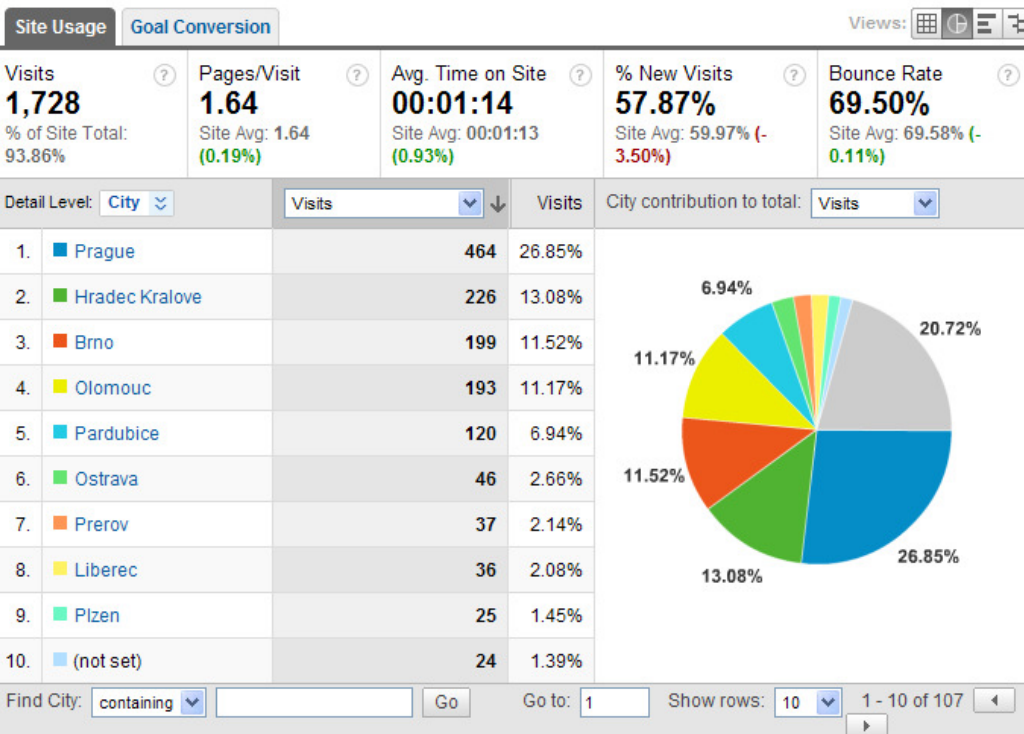 Site Usage Goal Conversion Views:
Visits ? Pages/Visit ? Avg. Time on Site ? % New Visits ? Bounce Rate ?
1,728 1.64 00:01:14 57.87% 69.50%
% of Site Total: Site Avg: 1.64 Site Avg: 00:01:13 Site Avg: 59.97% (- Site Avg: 69.58% (-
93.86% (0.19%) (0.93%) 3.50%) 0.11%)
Detail Level: City Visits Visits City contribution to total: Visits
1. Prague 464 26.85%
2. Hradec Kralove 226 13.08%
3. Brno 199 11.52%
4. Olomouc 193 11.17%
5. Pardubice 120 6.94%
6. Ostrava 46 2.66%
7. Prerov 37 2.14%
8. Liberec 36 2.08%
9. Plzen 25 1.45%
10. (not set) 24 1.39%
6.94%
20.72%
11.17%
11.52%
26.85%
13.08%
Find City: containing Go Go to: 1 Show rows: 10 1 - 10 of 107